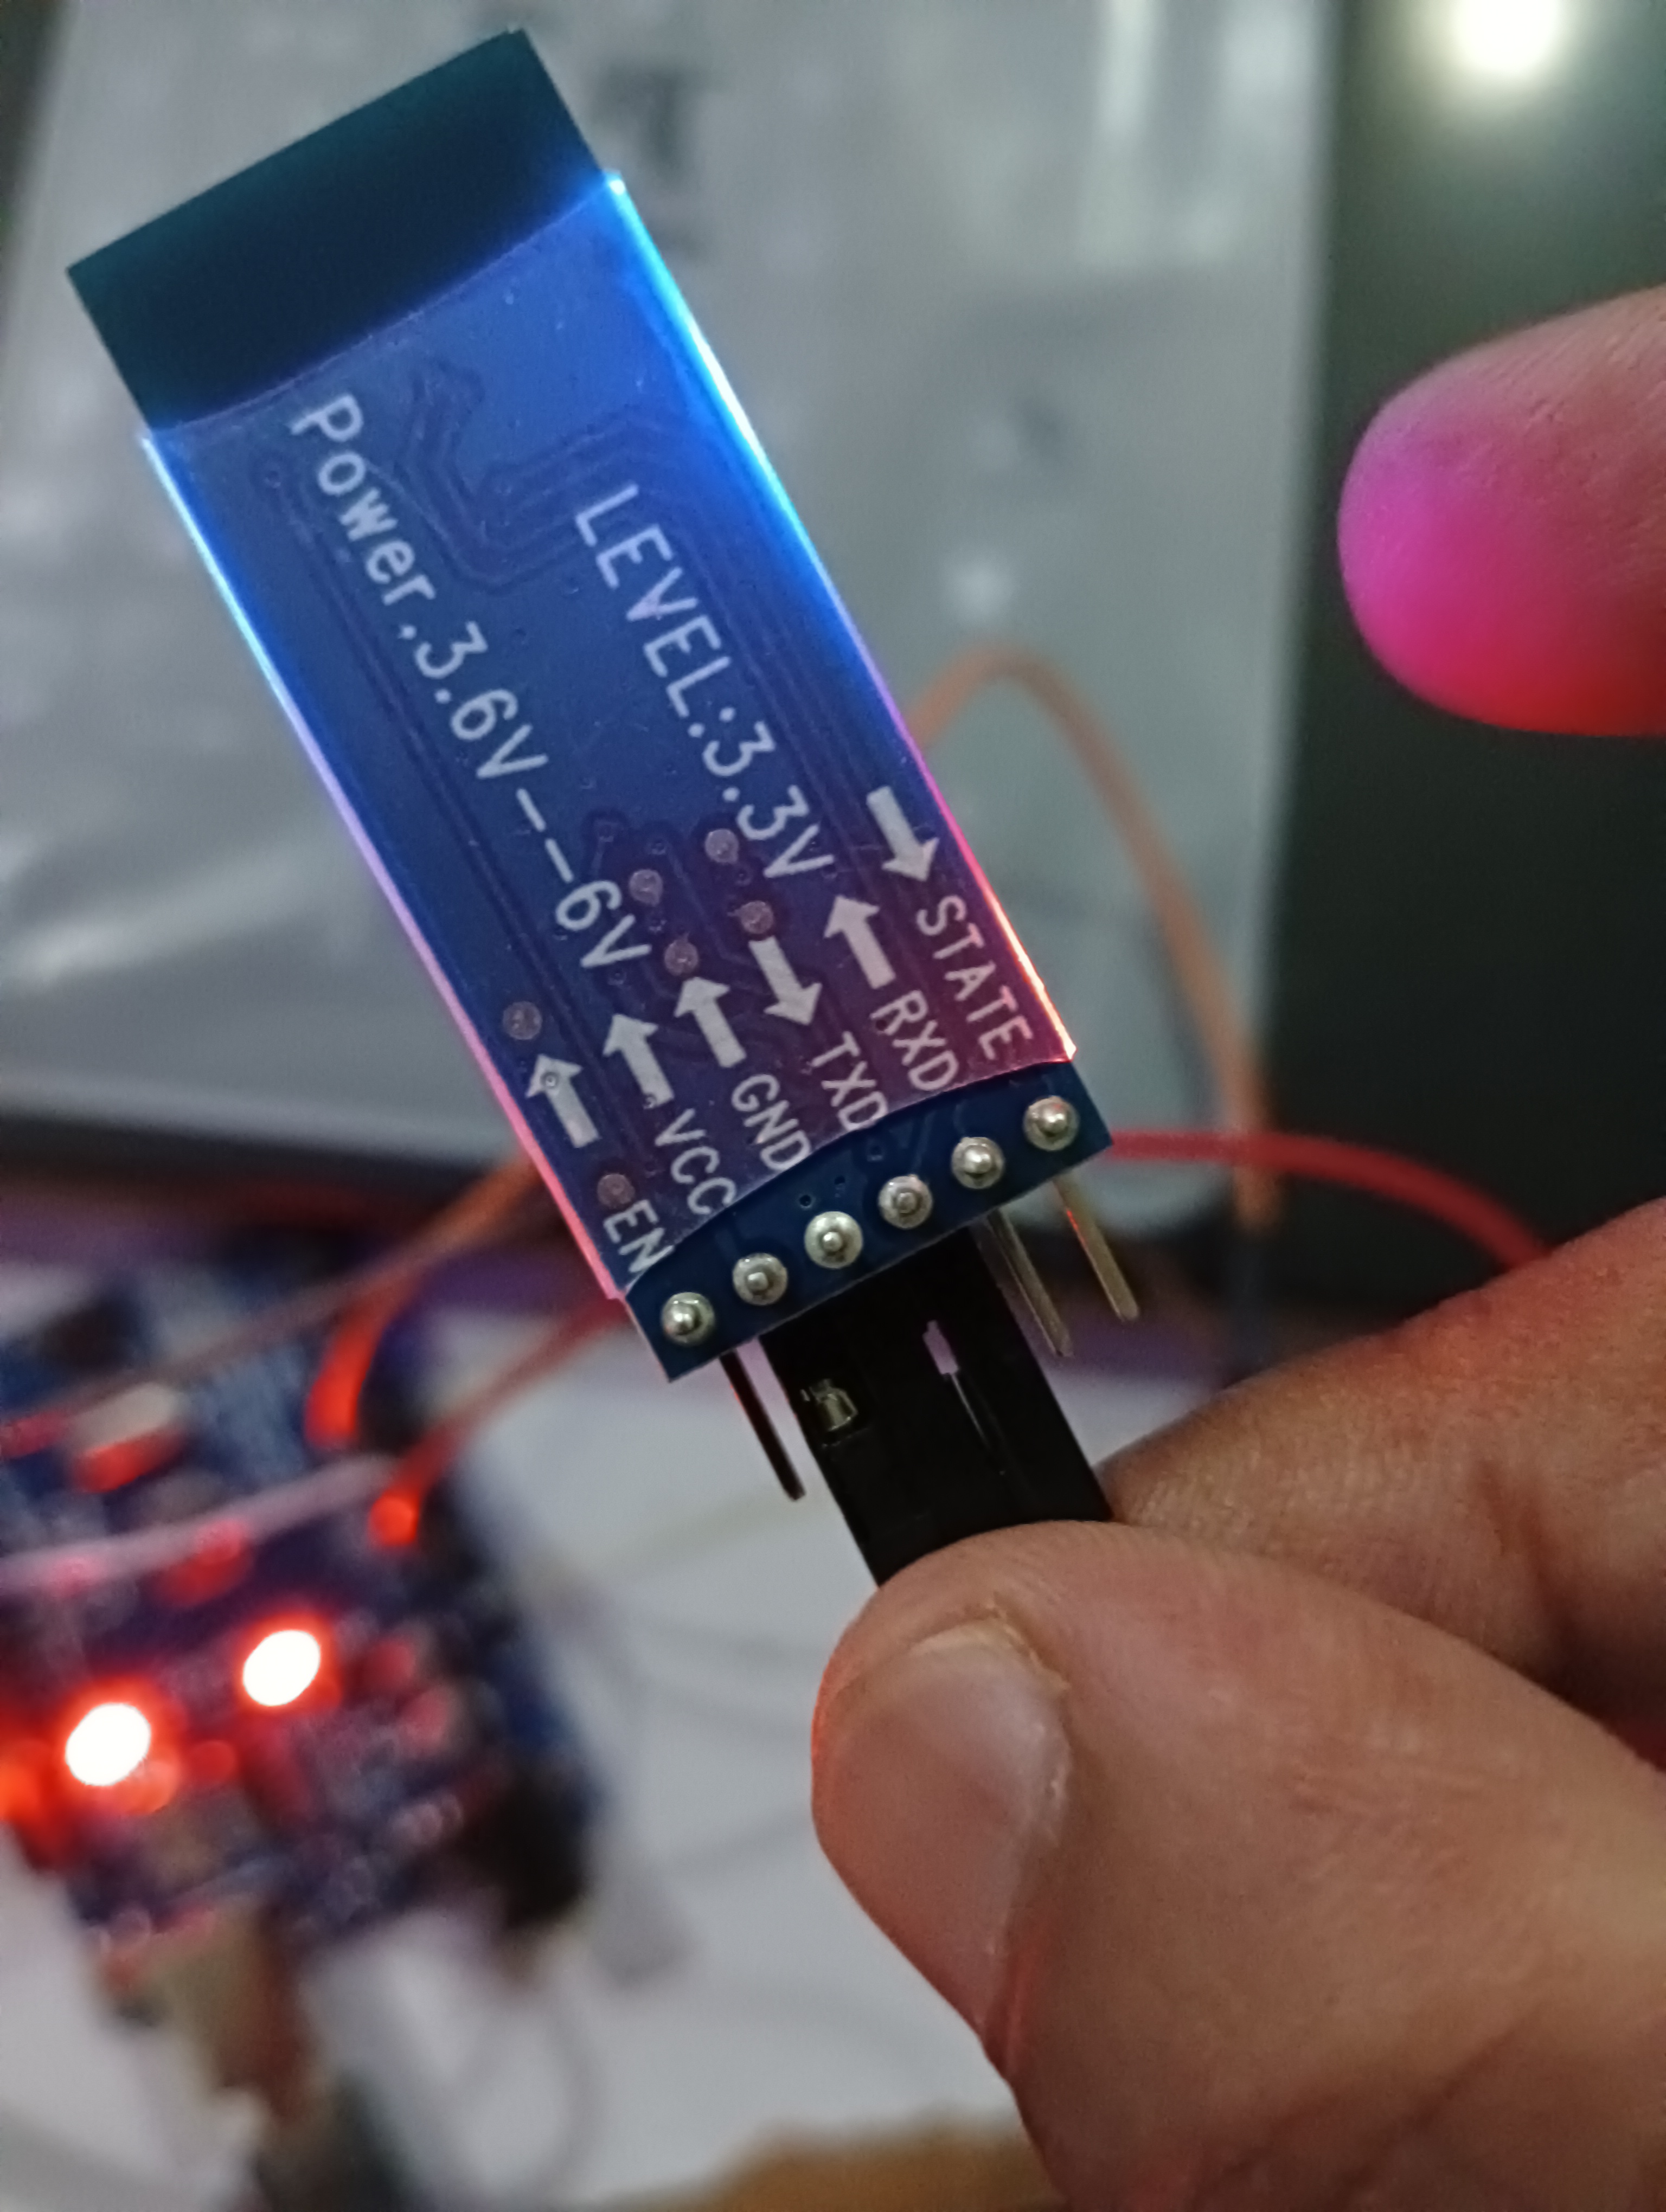 Power.3.6V---6V
LEVEL:3.3V
STATE
RXD
TXD
GND
VCC
EN